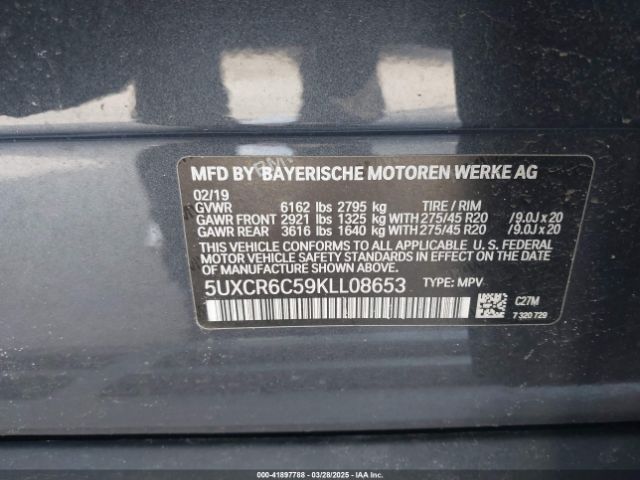 MFD BY BAYERISCHE MOTOREN WERKE AG
02/19
GVWR 6162 lbs 2795 kg TIRE / RIM
GAWR FRONT 2921 lbs 1325 kg WITH 275/45 R20 /9.0J x 20
GAWR REAR 3616 lbs 1640 kg WITH 275/45 R20 /9.0J x 20
THIS VEHICLE CONFORMS TO ALL APPLICABLE U. S. FEDERAL
MOTOR VEHICLE SAFETY STANDARDS IN EFFECT ON THE
DATE OF MANUFACTURE SHOWN ABOVE.
5UXCR6C59KLL08653 TYPE: MPV
C27M
7 320 729
000-41897788 | 03/28/2025 | IAAI.COM